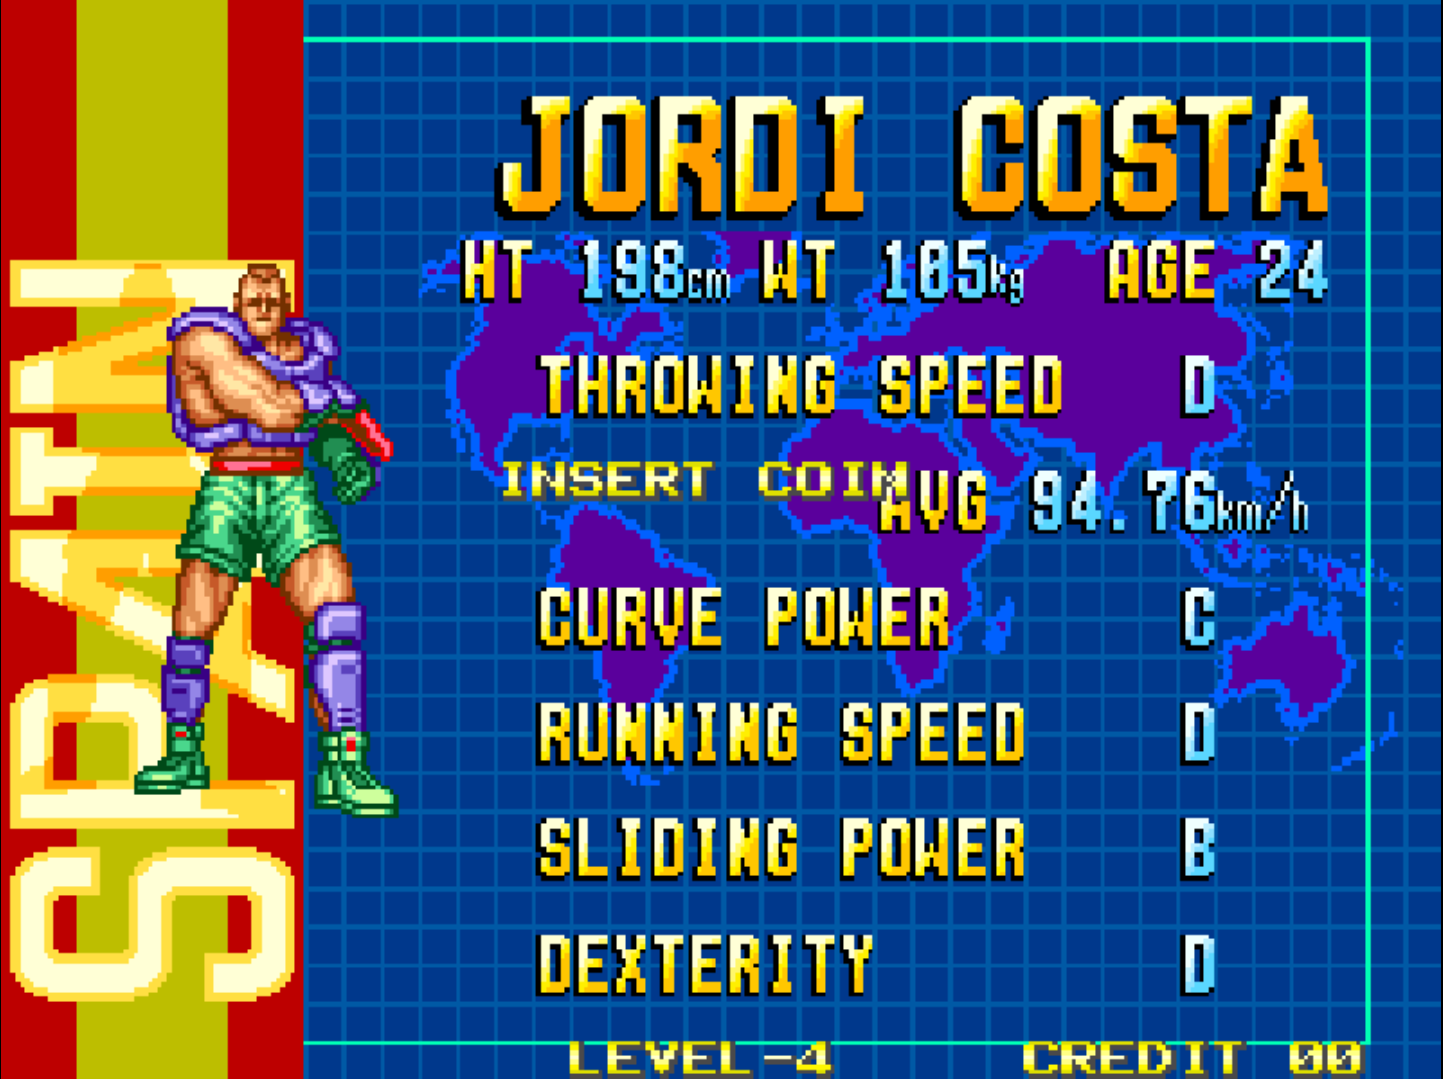 SPAIN
JORDI COSTA
HT 198cm WT 105kg AGE 24
THROWING SPEED D
INSERT COIN
AVG 94.76km/h
CURVE POWER C
RUNNING SPEED D
SLIDING POWER B
DEXTERITY D
LEVEL-4 CREDIT 00